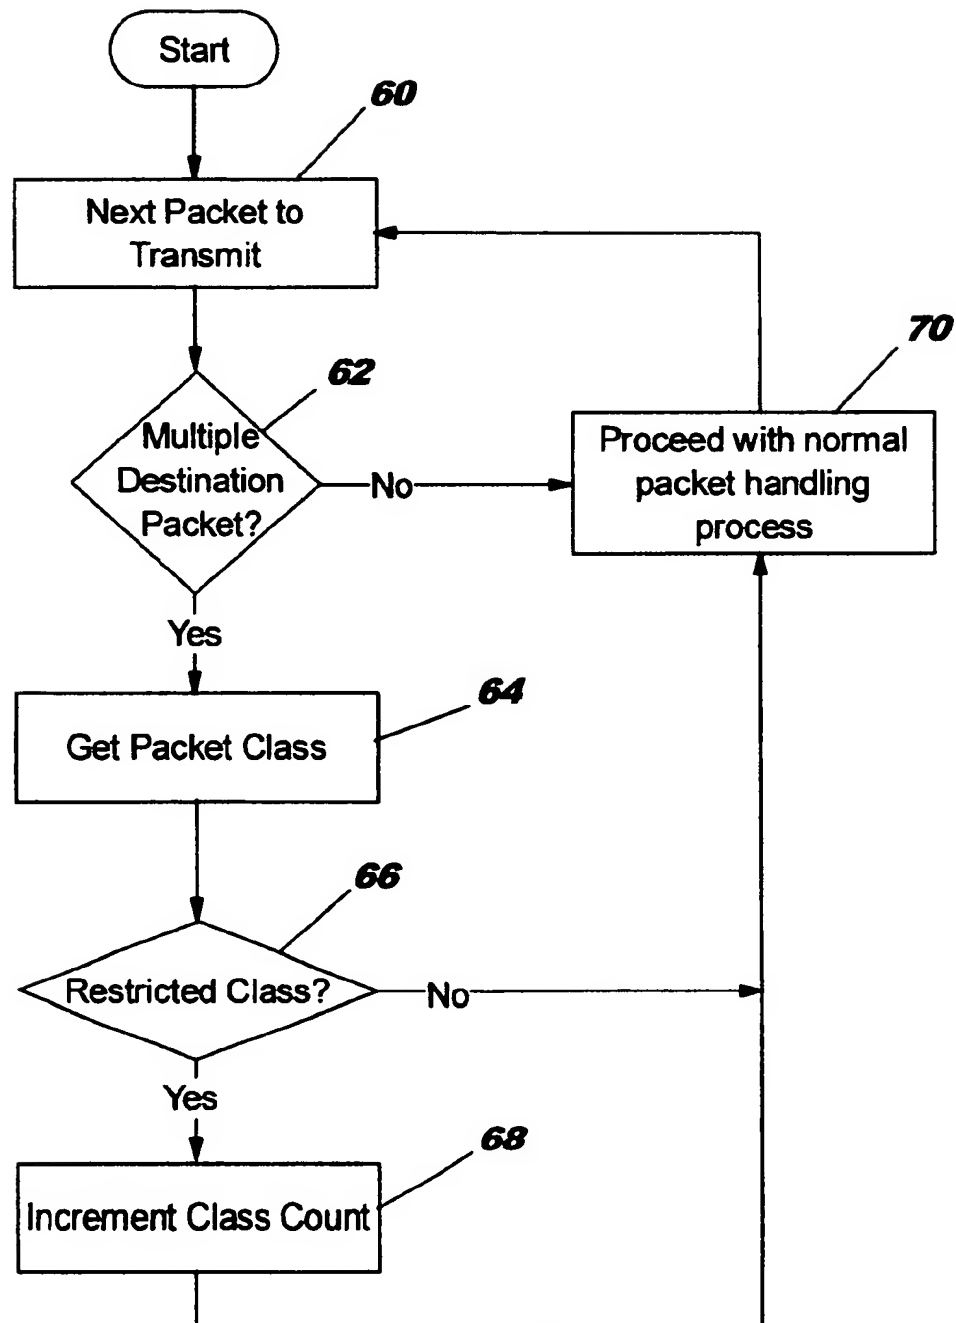 Start
60
Next Packet to
Transmit
62
70
Multiple
Destination
Packet?
No
Proceed with normal
packet handling
process
Yes
64
Get Packet Class
66
Restricted Class?
No
Yes
68
Increment Class Count